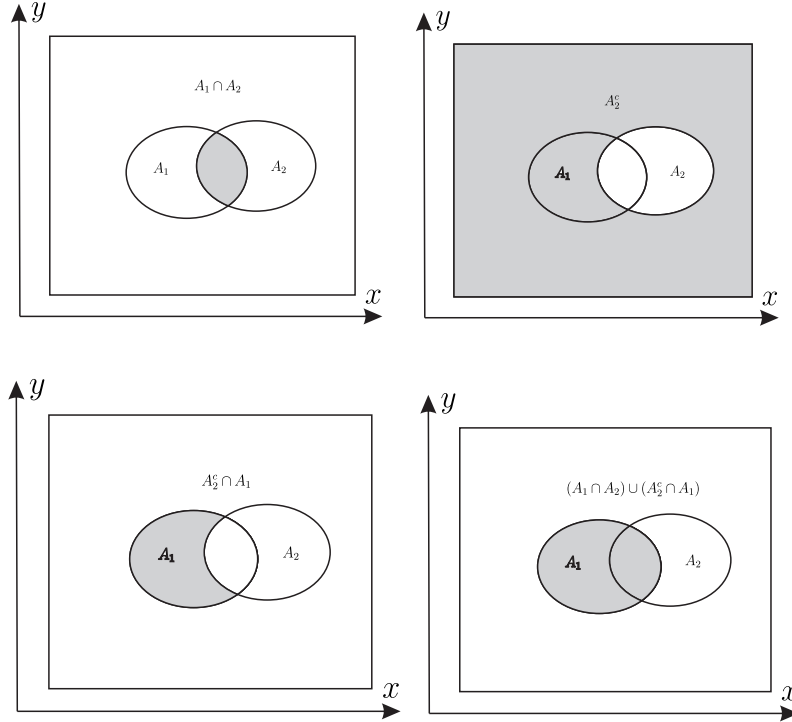 y
A₁ ∩ A₂
A₁
A₂
x
y
A₂ᶜ
A₁
A₂
x
y
A₂ᶜ ∩ A₁
A₁
A₂
x
y
(A₁ ∩ A₂) ∪ (A₂ᶜ ∩ A₁)
A₁
A₂
x